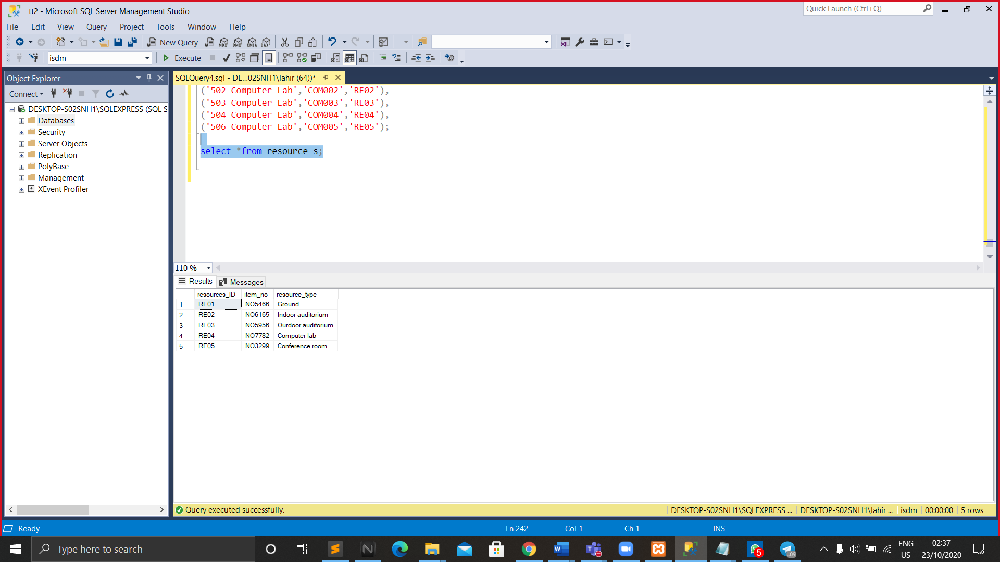 tt2 - Microsoft SQL Server Management Studio
Quick Launch (Ctrl+Q)
File Edit View Query Project Tools Window Help
New Query MDX DMX XMLA DAX
isdm Execute
Object Explorer
SQLQuery4.sql - DE...02SNH1\lahir (64))*
Connect
DESKTOP-S02SNH1\SQLEXPRESS (SQL S
Databases
Security
Server Objects
Replication
PolyBase
Management
XEvent Profiler
('502 Computer Lab','COM002','RE02'),
('503 Computer Lab','COM003','RE03'),
('504 Computer Lab','COM004','RE04'),
('506 Computer Lab','COM005','RE05');
select *from resource_s;
110 %
Results Messages
resources_ID item_no resource_type
1 RE01 NO5466 Ground
2 RE02 NO6165 Indoor auditorium
3 RE03 NO5956 Ourdoor auditorium
4 RE04 NO7782 Computer lab
5 RE05 NO3299 Conference room
Query executed successfully.
DESKTOP-S02SNH1\SQLEXPRESS ... DESKTOP-S02SNH1\lahir ... isdm 00:00:00 5 rows
Ready Ln 242 Col 1 Ch 1 INS
Type here to search
5
..09
ENG
US
02:37
23/10/2020